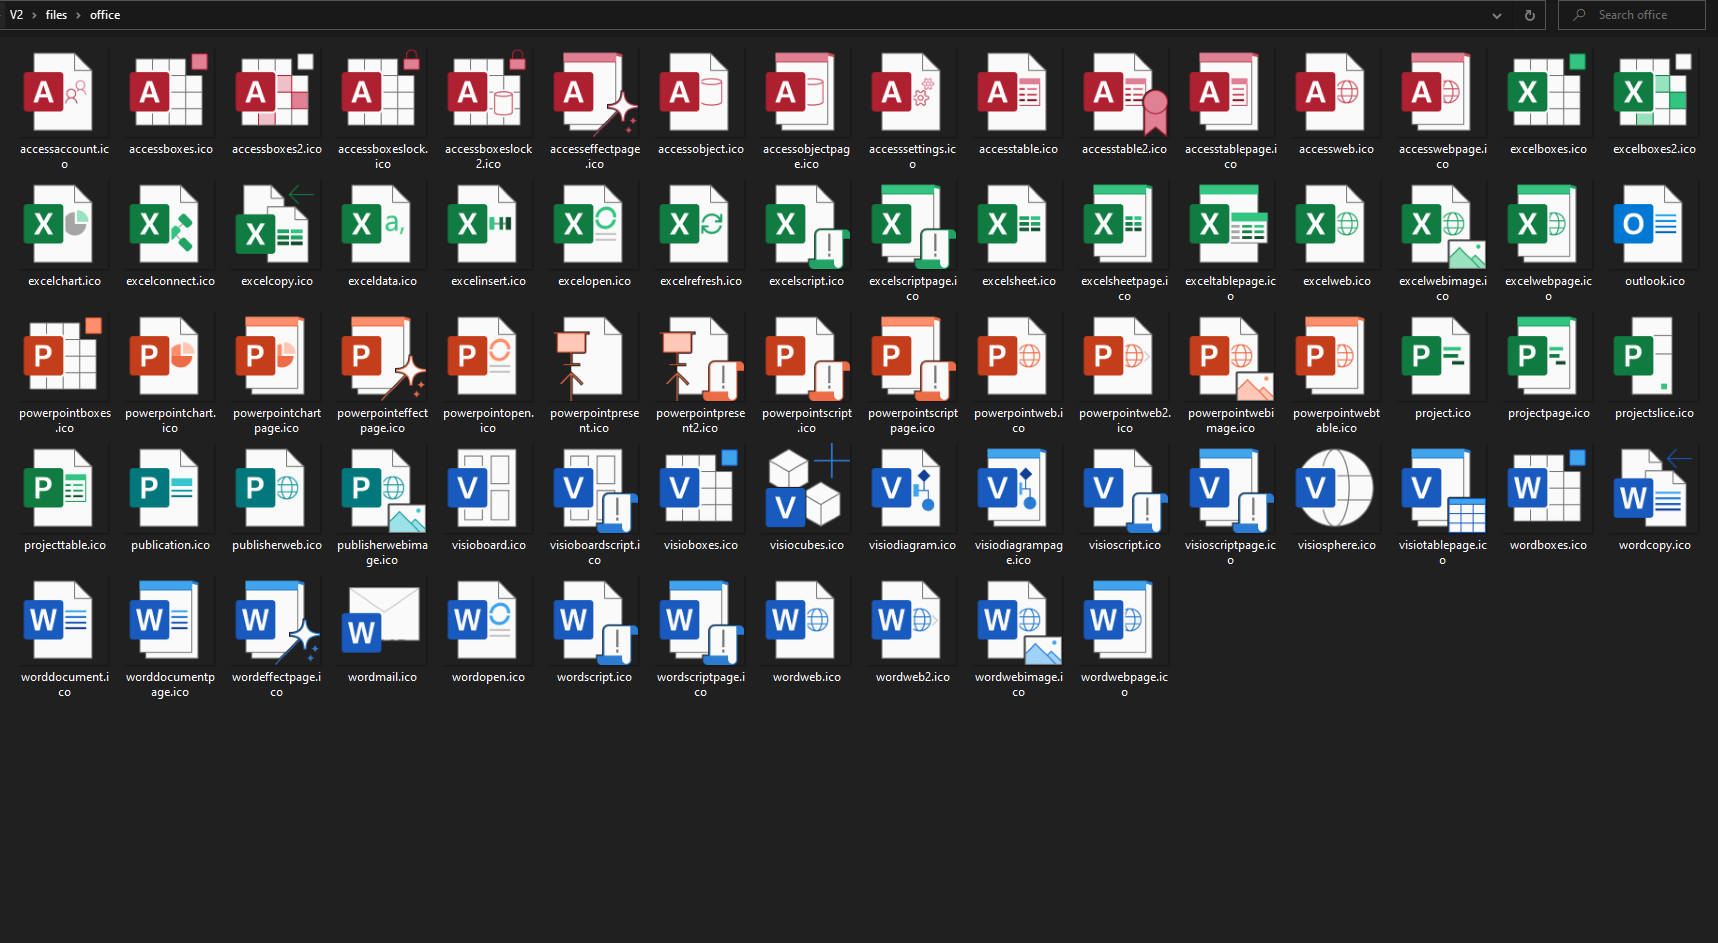 V2 > files > office
Search office
A A A A A A A A A A A A A A X X
accessaccount.ic
o
accessboxes.ico
accessboxes2.ico
accessboxeslock.
ico
accessboxeslock
2.ico
accesseffectpage
.ico
accessobject.ico
accessobjectpag
e.ico
accesssettings.ic
o
accesstable.ico
accesstable2.ico
accesstablepage.i
co
accessweb.ico
accesswebpage.i
co
excelboxes.ico
excelboxes2.ico
X X X X a, X X X X X X X X X X X O
excelchart.ico
excelconnect.ico
excelcopy.ico
exceldata.ico
excelinsert.ico
excelopen.ico
excelrefresh.ico
excelscript.ico
excelscriptpage.i
co
excelsheet.ico
excelsheetpage.i
co
exceltablepage.ic
o
excelweb.ico
excelwebimage.i
co
excelwebpage.ic
o
outlook.ico
P P P P P P P P P P P P P P
powerpointboxes
.ico
powerpointchart.
ico
powerpointchart
page.ico
powerpointeffect
page.ico
powerpointopen.
ico
powerpointprese
nt.ico
powerpointprese
nt2.ico
powerpointscript
.ico
powerpointscript
page.ico
powerpointweb.i
co
powerpointweb2.
ico
powerpointwebi
mage.ico
powerpointwebt
able.ico
project.ico
projectpage.ico
projectslice.ico
P P P P V V V V V V V V V V W W
projecttable.ico
publication.ico
publisherweb.ico
publisherwebima
ge.ico
visioboard.ico
visioboardscript.i
co
visioboxes.ico
visiocubes.ico
visiodiagram.ico
visiodiagrampag
e.ico
visioscript.ico
visioscriptpage.ic
o
visiosphere.ico
visiotablepage.ic
o
wordboxes.ico
wordcopy.ico
W W W W W W W W W W W
worddocument.i
co
worddocumentp
age.ico
wordeffectpage.i
co
wordmail.ico
wordopen.ico
wordscript.ico
wordscriptpage.i
co
wordweb.ico
wordweb2.ico
wordwebimage.i
co
wordwebpage.ic
o